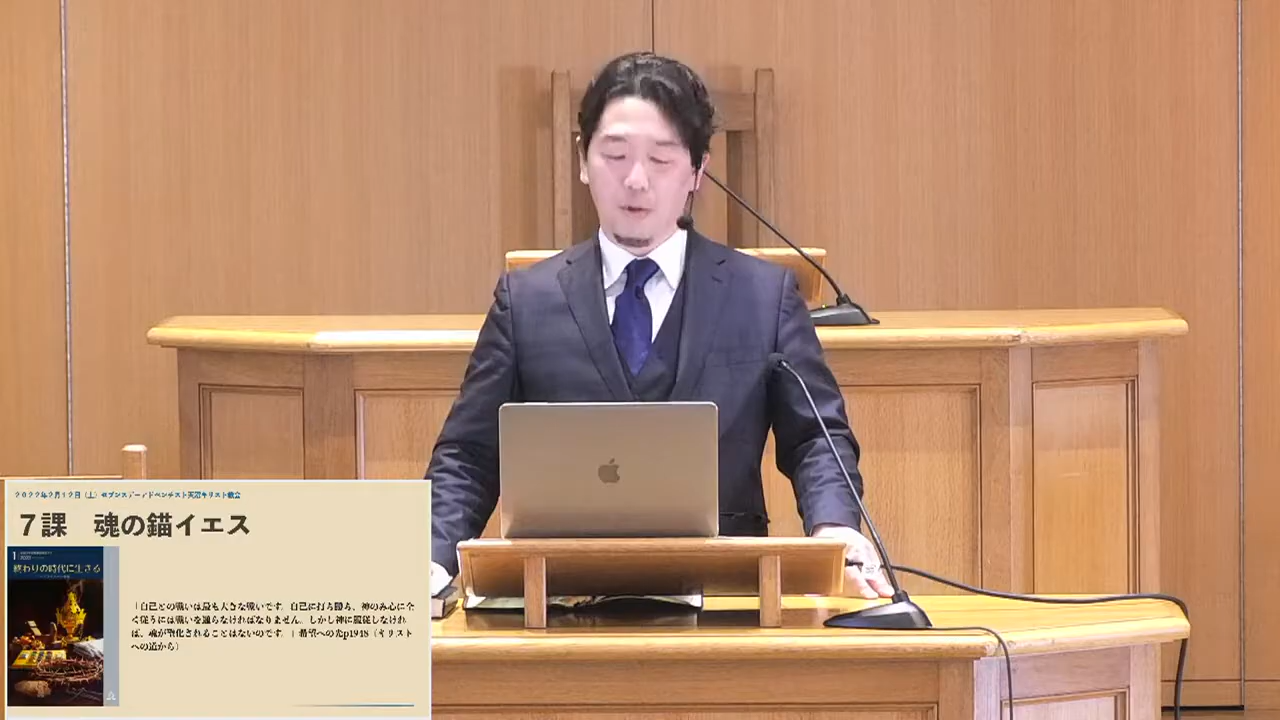 2022年2月12日（土）セブンスデーアドベンチスト天沼キリスト教会
7課　魂の錨イエス
終わりの時代に生きる
「自己との戦いは最も大きな戦いです。自己に打ち勝ち、神のみ心に全
く従うには戦いを通らなければなりません。しかし神に服従しなけれ
ば、魂が聖化されることはないのです。」希望への光p1948（キリスト
への道から）